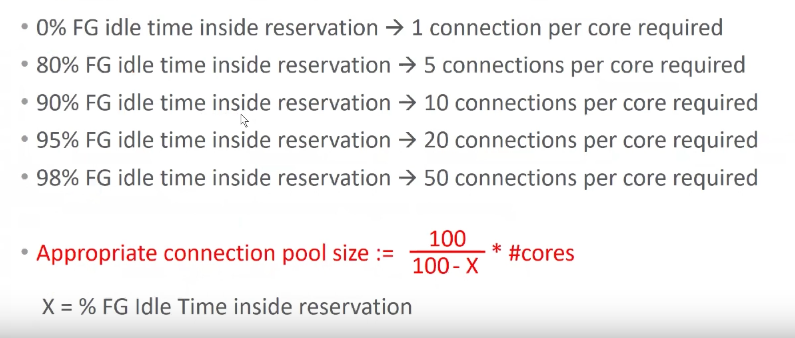 • 0% FG idle time inside reservation → 1 connection per core required
• 80% FG idle time inside reservation → 5 connections per core required
• 90% FG idle time inside reservation → 10 connections per core required
• 95% FG idle time inside reservation → 20 connections per core required
• 98% FG idle time inside reservation → 50 connections per core required
• Appropriate connection pool size := 100 / 100 - X * #cores
X = % FG Idle Time inside reservation